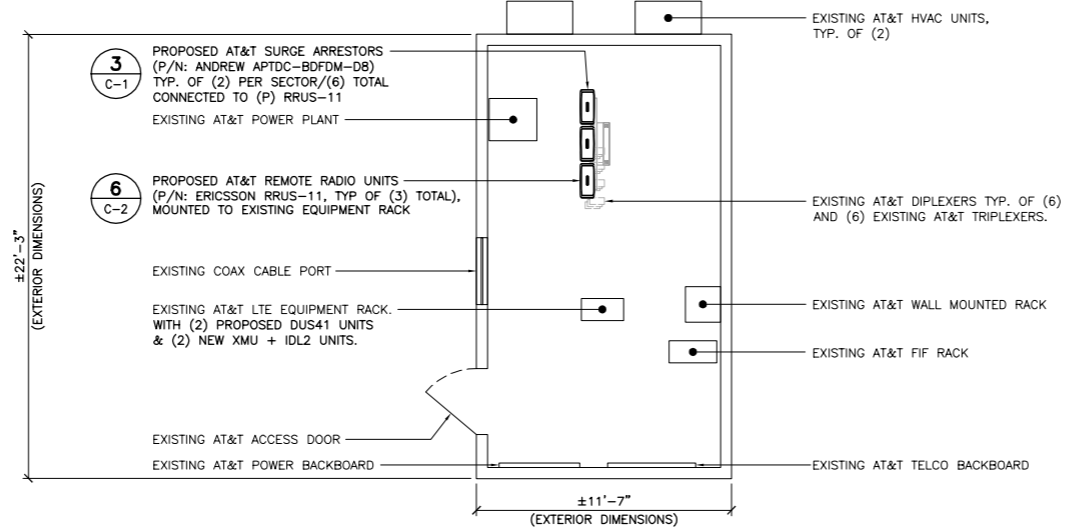 EXISTING AT&T HVAC UNITS,
TYP. OF (2)
3
C-1
PROPOSED AT&T SURGE ARRESTORS
(P/N: ANDREW APTDC-BDFDM-D8)
TYP. OF (2) PER SECTOR/(6) TOTAL
CONNECTED TO (P) RRUS-11
EXISTING AT&T POWER PLANT
6
C-2
PROPOSED AT&T REMOTE RADIO UNITS
(P/N: ERICSSON RRUS-11, TYP OF (3) TOTAL),
MOUNTED TO EXISTING EQUIPMENT RACK
EXISTING AT&T DIPLEXERS TYP. OF (6)
AND (6) EXISTING AT&T TRIPLEXERS.
±22'-3"
(EXTERIOR DIMENSIONS)
EXISTING COAX CABLE PORT
EXISTING AT&T LTE EQUIPMENT RACK.
WITH (2) PROPOSED DUS41 UNITS
& (2) NEW XMU + IDL2 UNITS.
EXISTING AT&T WALL MOUNTED RACK
EXISTING AT&T FIF RACK
EXISTING AT&T ACCESS DOOR
EXISTING AT&T POWER BACKBOARD
EXISTING AT&T TELCO BACKBOARD
±11'-7"
(EXTERIOR DIMENSIONS)